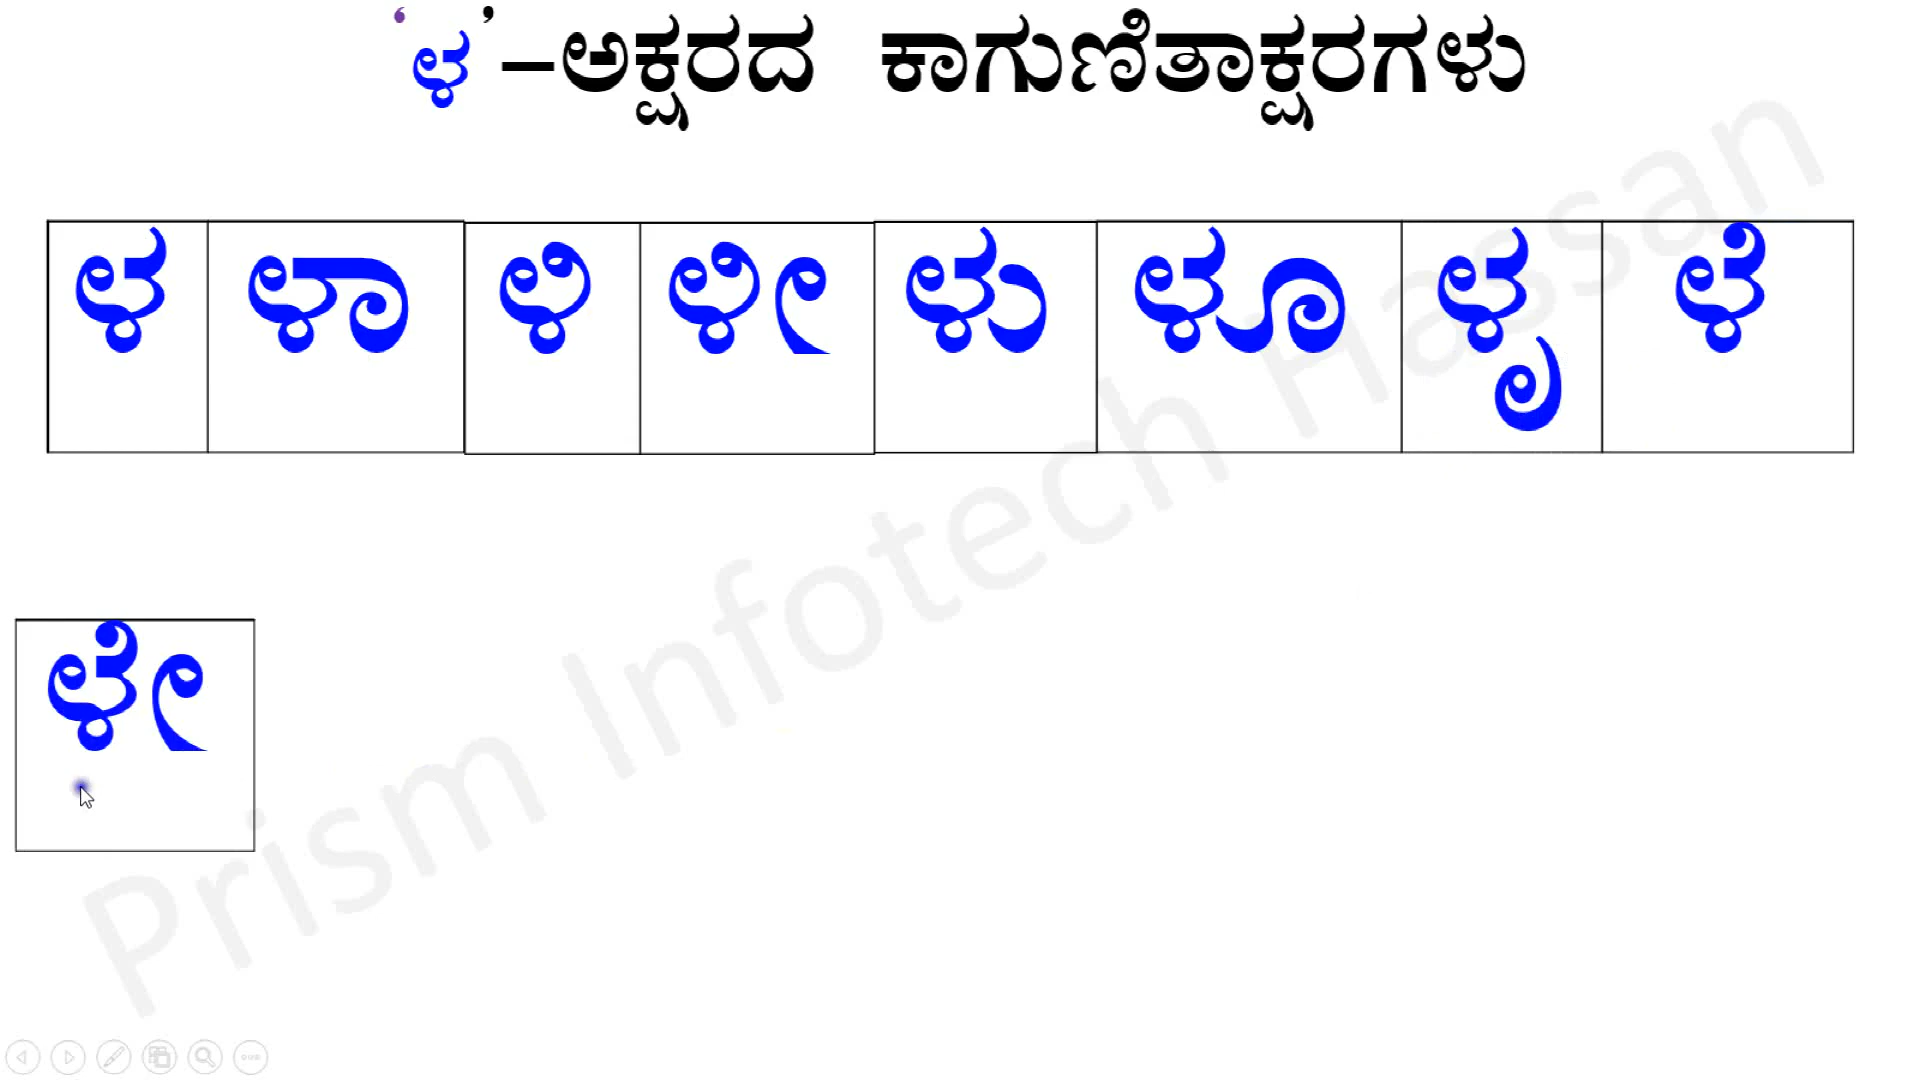 ‘ಳ’–ಅಕ್ಷರದ ಕಾಗುಣಿತಾಕ್ಷರಗಳು
ಳ ಳಾ ಳಿ ಳೀ ಳು ಳೂ ಳೃ ಳೆ
ಳೇ
Prism Infotech Hassan